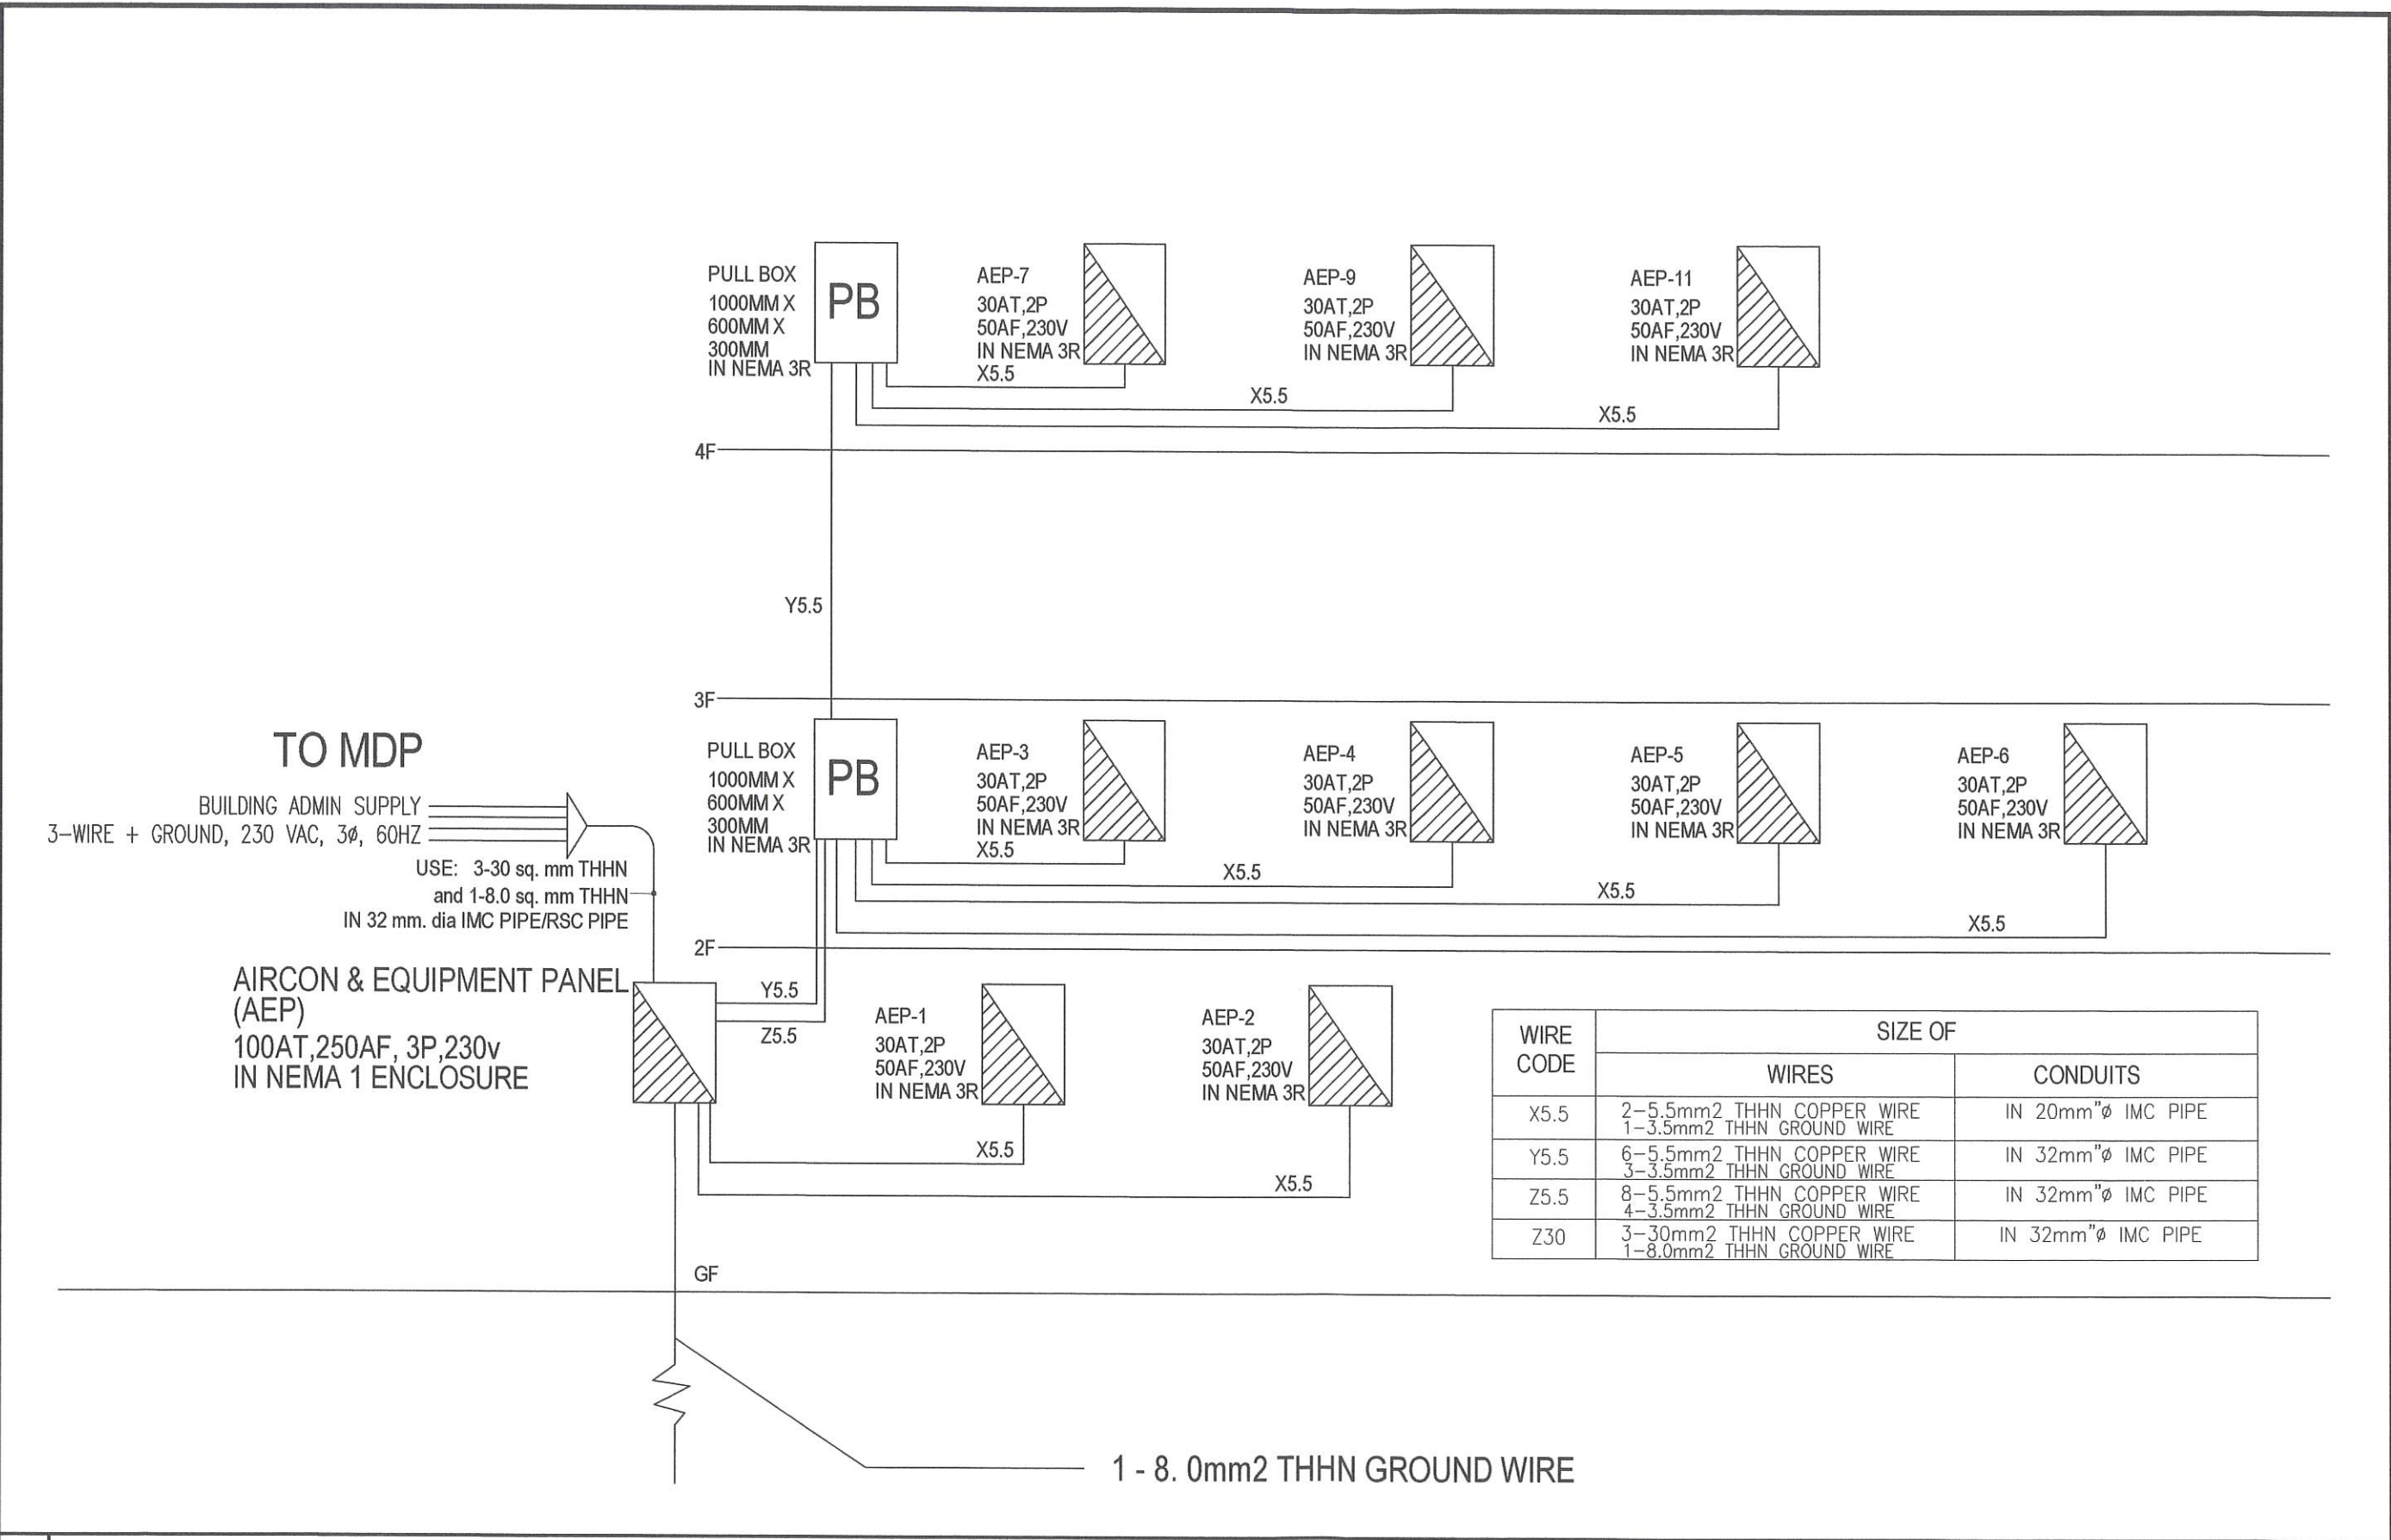 PULL BOX
1000MM X
600MM X
300MM
IN NEMA 3R
PB
AEP-7
30AT,2P
50AF,230V
IN NEMA 3R
X5.5
AEP-9
30AT,2P
50AF,230V
IN NEMA 3R
X5.5
AEP-11
30AT,2P
50AF,230V
IN NEMA 3R
X5.5
4F
Y5.5
3F
TO MDP
BUILDING ADMIN SUPPLY
3-WIRE + GROUND, 230 VAC, 3ø, 60HZ
USE: 3-30 sq. mm THHN
and 1-8.0 sq. mm THHN
IN 32 mm. dia IMC PIPE/RSC PIPE
PULL BOX
1000MM X
600MM X
300MM
IN NEMA 3R
PB
AEP-3
30AT,2P
50AF,230V
IN NEMA 3R
X5.5
AEP-4
30AT,2P
50AF,230V
IN NEMA 3R
X5.5
AEP-5
30AT,2P
50AF,230V
IN NEMA 3R
X5.5
AEP-6
30AT,2P
50AF,230V
IN NEMA 3R
X5.5
2F
AIRCON & EQUIPMENT PANEL
(AEP)
100AT,250AF, 3P,230v
IN NEMA 1 ENCLOSURE
Y5.5
Z5.5
AEP-1
30AT,2P
50AF,230V
IN NEMA 3R
X5.5
AEP-2
30AT,2P
50AF,230V
IN NEMA 3R
X5.5
WIRE CODE
SIZE OF
WIRES
CONDUITS
X5.5
2-5.5mm2 THHN COPPER WIRE
1-3.5mm2 THHN GROUND WIRE
IN 20mm"ø IMC PIPE
Y5.5
6-5.5mm2 THHN COPPER WIRE
3-3.5mm2 THHN GROUND WIRE
IN 32mm"ø IMC PIPE
Z5.5
8-5.5mm2 THHN COPPER WIRE
4-3.5mm2 THHN GROUND WIRE
IN 32mm"ø IMC PIPE
Z30
3-30mm2 THHN COPPER WIRE
1-8.0mm2 THHN GROUND WIRE
IN 32mm"ø IMC PIPE
GF
1 - 8. 0mm2 THHN GROUND WIRE